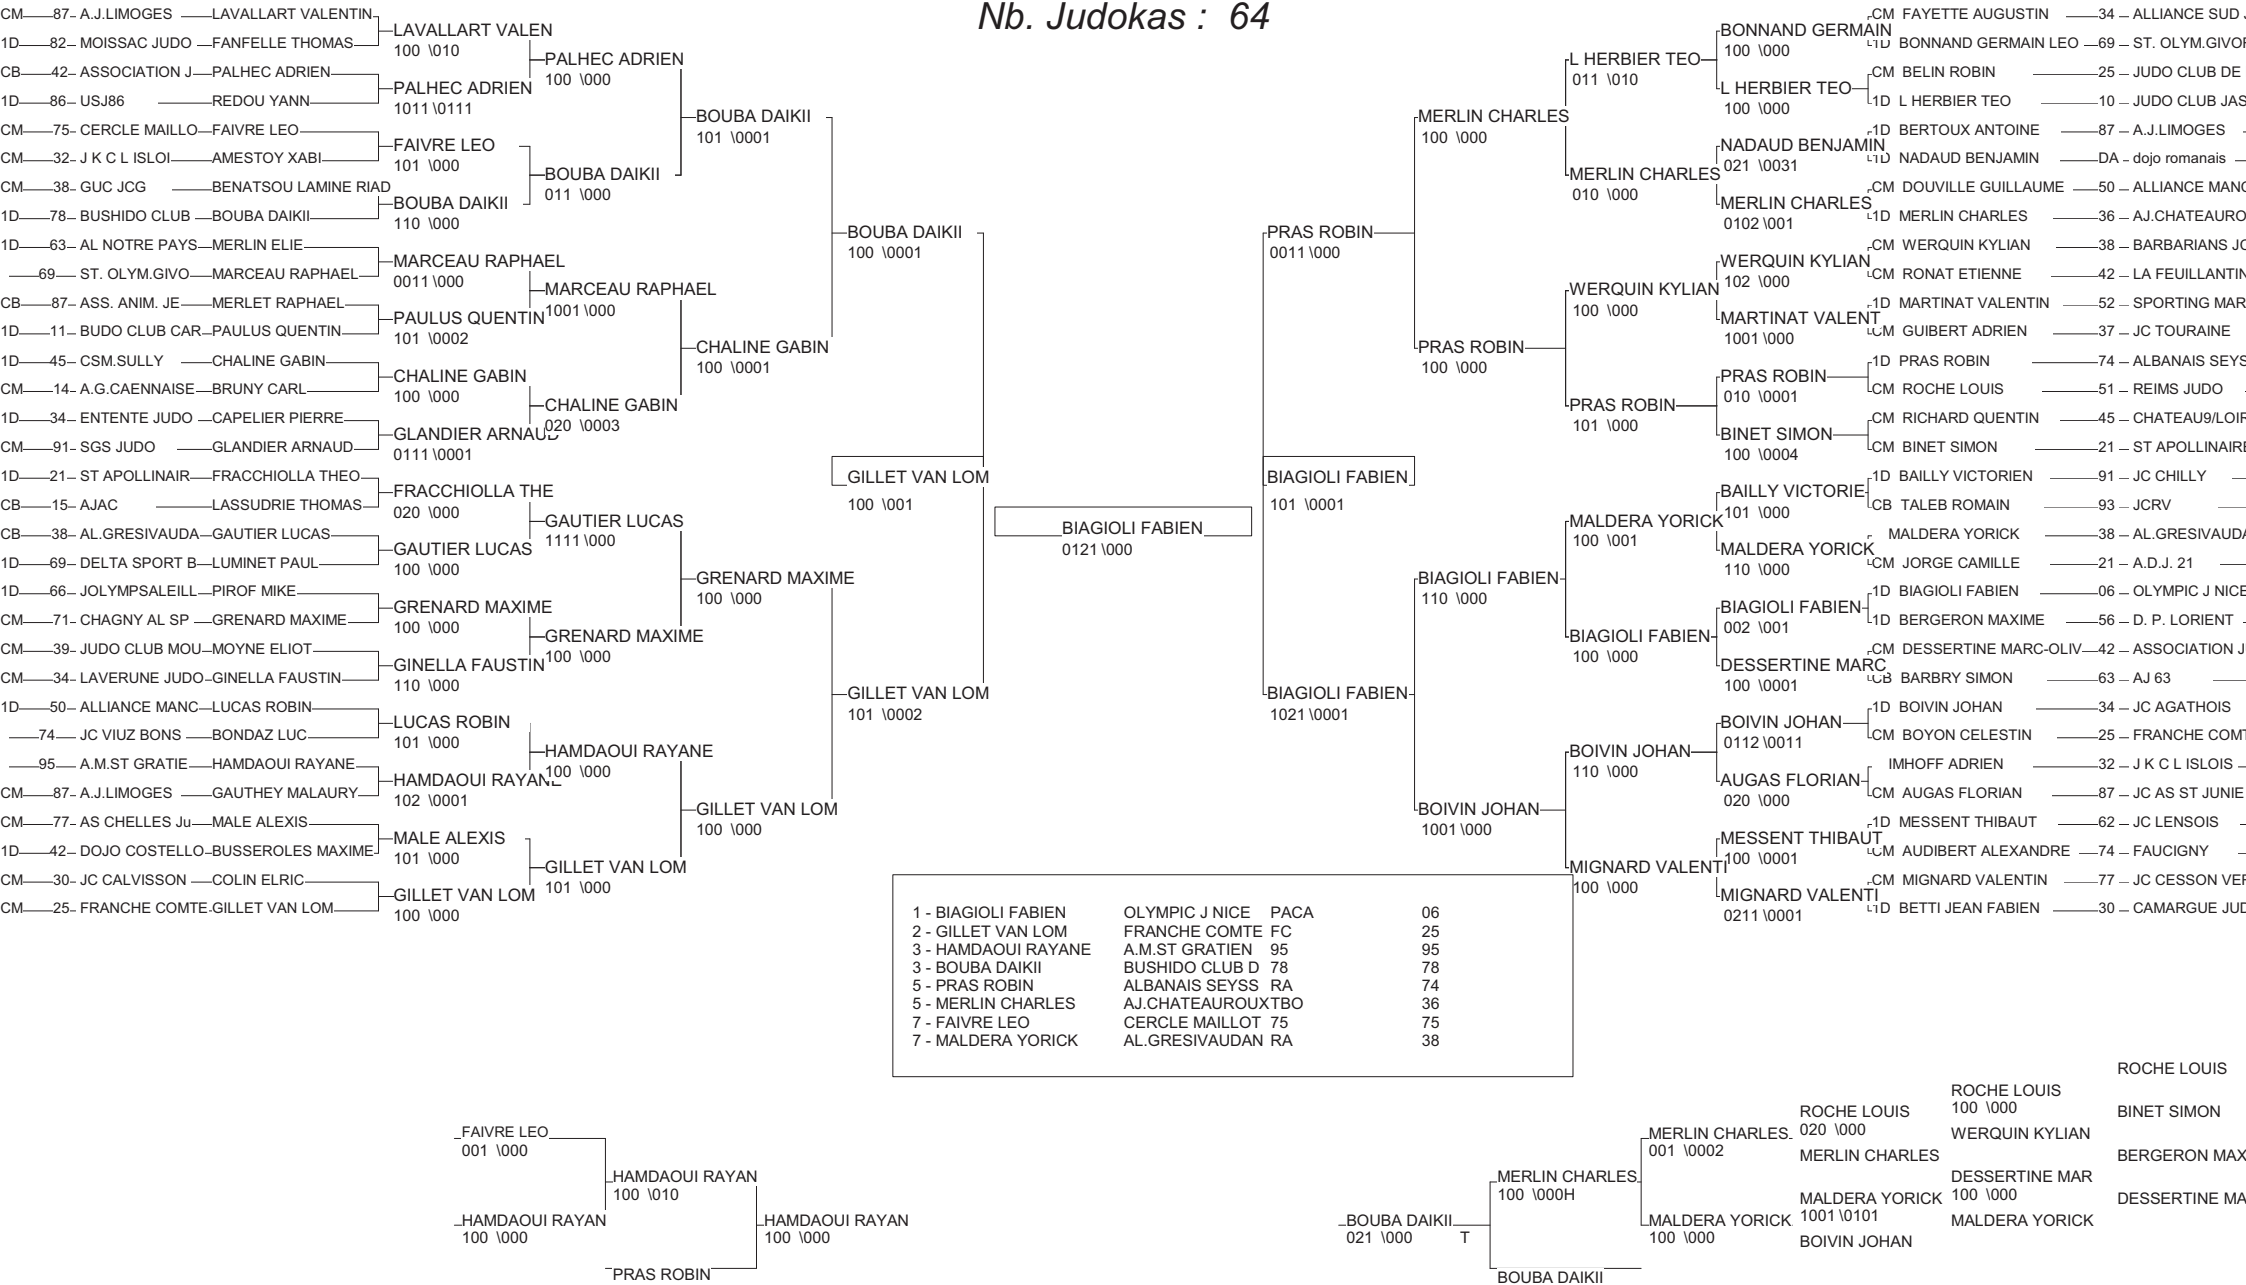 Nb. Judokas : 64
CM 87 A.J.LIMOGES LAVALLART VALENTIN
1D 82 MOISSAC JUDO FANFELLE THOMAS
CB 42 ASSOCIATION J PALHEC ADRIEN
1D 86 USJ86 REDOU YANN
CM 75 CERCLE MAILLO FAIVRE LEO
CM 32 J K C L ISLOI AMESTOY XABI
CM 38 GUC JCG BENATSOU LAMINE RIAD
1D 78 BUSHIDO CLUB BOUBA DAIKII
1D 63 AL NOTRE PAYS MERLIN ELIE
69 ST. OLYM.GIVO MARCEAU RAPHAEL
CB 87 ASS. ANIM. JE MERLET RAPHAEL
1D 11 BUDO CLUB CAR PAULUS QUENTIN
1D 45 CSM.SULLY CHALINE GABIN
CM 14 A.G.CAENNAISE BRUNY CARL
1D 34 ENTENTE JUDO CAPELIER PIERRE
CM 91 SGS JUDO GLANDIER ARNAUD
1D 21 ST APOLLINAIR FRACCHIOLLA THEO
CB 15 AJAC LASSUDRIE THOMAS
CB 38 AL.GRESIVAUDA GAUTIER LUCAS
1D 69 DELTA SPORT B LUMINET PAUL
1D 66 JOLYMPSALEILL PIROF MIKE
CM 71 CHAGNY AL SP GRENARD MAXIME
CM 39 JUDO CLUB MOU MOYNE ELIOT
CM 34 LAVERUNE JUDO GINELLA FAUSTIN
1D 50 ALLIANCE MANC LUCAS ROBIN
74 JC VIUZ BONS BONDAZ LUC
95 A.M.ST GRATIE HAMDAOUI RAYANE
CM 87 A.J.LIMOGES GAUTHEY MALAURY
CM 77 AS CHELLES Ju MALE ALEXIS
1D 42 DOJO COSTELLO BUSSEROLES MAXIME
CM 30 JC CALVISSON COLIN ELRIC
CM 25 FRANCHE COMTE GILLET VAN LOM
LAVALLART VALEN
100 \010
PALHEC ADRIEN
1011 \0111
FAIVRE LEO
101 \000
BOUBA DAIKII
110 \000
MARCEAU RAPHAEL
0011 \000
PAULUS QUENTIN
101 \0002
CHALINE GABIN
100 \000
GLANDIER ARNAUD
0111 \0001
FRACCHIOLLA THE
020 \000
GAUTIER LUCAS
100 \000
GRENARD MAXIME
100 \000
GINELLA FAUSTIN
110 \000
LUCAS ROBIN
101 \000
HAMDAOUI RAYANE
102 \0001
MALE ALEXIS
101 \000
GILLET VAN LOM
100 \000
PALHEC ADRIEN
100 \000
BOUBA DAIKII
011 \000
MARCEAU RAPHAEL
1001 \000
CHALINE GABIN
020 \0003
GAUTIER LUCAS
1111 \000
GRENARD MAXIME
100 \000
HAMDAOUI RAYANE
100 \000
GILLET VAN LOM
101 \000
BOUBA DAIKII
101 \0001
CHALINE GABIN
100 \0001
GRENARD MAXIME
100 \000
GILLET VAN LOM
100 \000
BOUBA DAIKII
100 \0001
GILLET VAN LOM
101 \0002
GILLET VAN LOM
100 \001
BIAGIOLI FABIEN
0121 \000
BIAGIOLI FABIEN
101 \0001
PRAS ROBIN
0011 \000
BIAGIOLI FABIEN
1021 \0001
MERLIN CHARLES
100 \000
PRAS ROBIN
100 \000
BIAGIOLI FABIEN
110 \000
BOIVIN JOHAN
1001 \000
L HERBIER TEO
011 \010
MERLIN CHARLES
010 \000
WERQUIN KYLIAN
100 \000
PRAS ROBIN
101 \000
MALDERA YORICK
100 \001
BIAGIOLI FABIEN
100 \000
BOIVIN JOHAN
110 \000
MIGNARD VALENTI
100 \000
BONNAND GERMAIN
100 \000
L HERBIER TEO
100 \000
NADAUD BENJAMIN
021 \0031
MERLIN CHARLES
0102 \001
WERQUIN KYLIAN
102 \000
MARTINAT VALENT
1001 \000
PRAS ROBIN
010 \0001
BINET SIMON
100 \0004
BAILLY VICTORIE
101 \000
MALDERA YORICK
110 \000
BIAGIOLI FABIEN
002 \001
DESSERTINE MARC
100 \0001
BOIVIN JOHAN
0112 \0011
AUGAS FLORIAN
020 \000
MESSENT THIBAUT
100 \0001
MIGNARD VALENTI
0211 \0001
CM FAYETTE AUGUSTIN 34 ALLIANCE SUD J
1D BONNAND GERMAIN LEO 69 ST. OLYM.GIVOR
CM BELIN ROBIN 25 JUDO CLUB DE
1D L HERBIER TEO 10 JUDO CLUB JAS
1D BERTOUX ANTOINE 87 A.J.LIMOGES
1D NADAUD BENJAMIN DA dojo romanais
CM DOUVILLE GUILLAUME 50 ALLIANCE MANC
1D MERLIN CHARLES 36 AJ.CHATEAURO
CM WERQUIN KYLIAN 38 BARBARIANS JC
CM RONAT ETIENNE 42 LA FEUILLANTIN
1D MARTINAT VALENTIN 52 SPORTING MAR
CM GUIBERT ADRIEN 37 JC TOURAINE
1D PRAS ROBIN 74 ALBANAIS SEYS
CM ROCHE LOUIS 51 REIMS JUDO
CM RICHARD QUENTIN 45 CHATEAU9/LOIR
CM BINET SIMON 21 ST APOLLINAIRE
1D BAILLY VICTORIEN 91 JC CHILLY
CB TALEB ROMAIN 93 JCRV
MALDERA YORICK 38 AL.GRESIVAUDA
CM JORGE CAMILLE 21 A.D.J. 21
1D BIAGIOLI FABIEN 06 OLYMPIC J NICE
1D BERGERON MAXIME 56 D. P. LORIENT
CM DESSERTINE MARC-OLIV 42 ASSOCIATION J
CB BARBRY SIMON 63 AJ 63
1D BOIVIN JOHAN 34 JC AGATHOIS
CM BOYON CELESTIN 25 FRANCHE COMT
IMHOFF ADRIEN 32 J K C L ISLOIS
CM AUGAS FLORIAN 87 JC AS ST JUNIE
1D MESSENT THIBAUT 62 JC LENSOIS
CM AUDIBERT ALEXANDRE 74 FAUCIGNY
CM MIGNARD VALENTIN 77 JC CESSON VER
1D BETTI JEAN FABIEN 30 CAMARGUE JUD
1 - BIAGIOLI FABIEN OLYMPIC J NICE PACA 06
2 - GILLET VAN LOM FRANCHE COMTE FC 25
3 - HAMDAOUI RAYANE A.M.ST GRATIEN 95 95
3 - BOUBA DAIKII BUSHIDO CLUB D 78 78
5 - PRAS ROBIN ALBANAIS SEYSS RA 74
5 - MERLIN CHARLES AJ.CHATEAUROUXTBO 36
7 - FAIVRE LEO CERCLE MAILLOT 75 75
7 - MALDERA YORICK AL.GRESIVAUDAN RA 38
FAIVRE LEO
001 \000
HAMDAOUI RAYAN
100 \000
HAMDAOUI RAYAN
100 \010
PRAS ROBIN
HAMDAOUI RAYAN
100 \000
BOUBA DAIKII
021 \000 T
MERLIN CHARLES
100 \000H
BOUBA DAIKII
MERLIN CHARLES
001 \0002
MALDERA YORICK
100 \000
ROCHE LOUIS
020 \000
MERLIN CHARLES
MALDERA YORICK
1001 \0101
BOIVIN JOHAN
ROCHE LOUIS
100 \000
WERQUIN KYLIAN
DESSERTINE MAR
100 \000
MALDERA YORICK
ROCHE LOUIS
BINET SIMON
BERGERON MAX
DESSERTINE MA